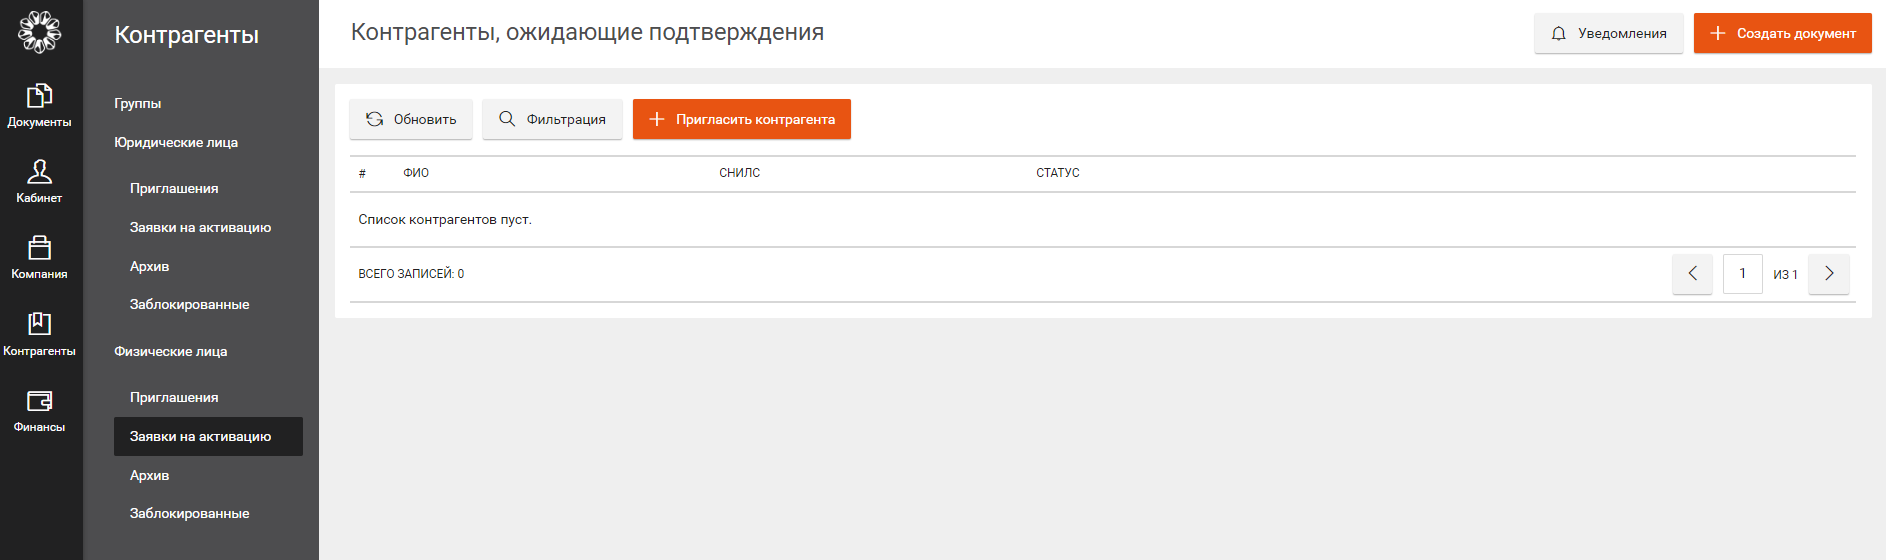 Документы
Кабинет
Компания
Контрагенты
Финансы
Контрагенты
Группы
Юридические лица
Приглашения
Заявки на активацию
Архив
Заблокированные
Физические лица
Приглашения
Заявки на активацию
Архив
Заблокированные
Контрагенты, ожидающие подтверждения
Уведомления
Создать документ
Обновить
Фильтрация
Пригласить контрагента
# ФИО СНИЛС СТАТУС
Список контрагентов пуст.
ВСЕГО ЗАПИСЕЙ: 0
1 ИЗ 1